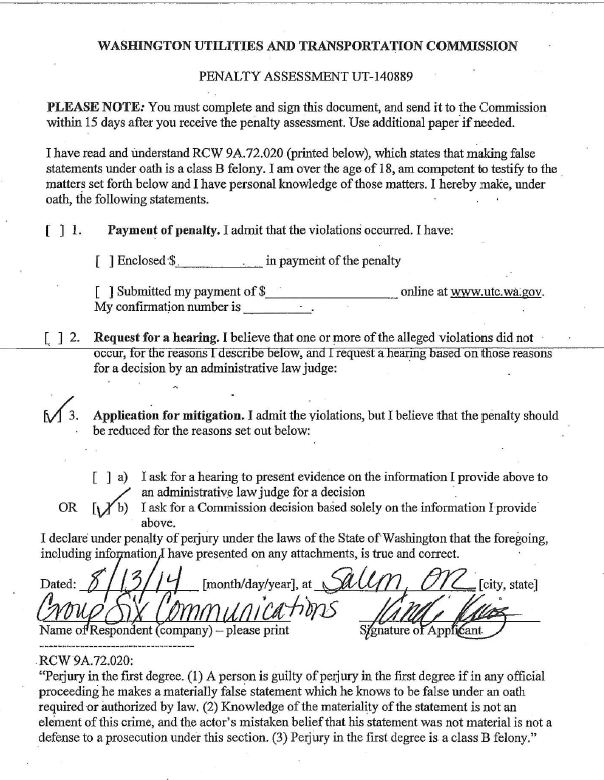 WASHINGTON UTILITIES AND TRANSPORTATION COMMISSION
PENALTY ASSESSMENT UT-140889
PLEASE NOTE: You must complete and sign this document, and send it to the Commission
within 15 days after you receive the penalty assessment. Use additional paper if needed.
I have read and understand RCW 9A.72.020 (printed below), which states that making false
statements under oath is a class B felony. I am over the age of 18, am competent to testify to the
matters set forth below and I have personal knowledge of those matters. I hereby make, under
oath, the following statements.
[ ] 1. Payment of penalty. I admit that the violations occurred. I have:
[ ] Enclosed $____________ in payment of the penalty
[ ] Submitted my payment of $__________________ online at www.utc.wa.gov.
My confirmation number is _________.
[ ] 2. Request for a hearing. I believe that one or more of the alleged violations did not
occur, for the reasons I describe below, and I request a hearing based on those reasons
for a decision by an administrative law judge:
[✓] 3. Application for mitigation. I admit the violations, but I believe that the penalty should
be reduced for the reasons set out below:
[ ] a) I ask for a hearing to present evidence on the information I provide above to
an administrative law judge for a decision
OR [✓] b) I ask for a Commission decision based solely on the information I provide
above.
I declare under penalty of perjury under the laws of the State of Washington that the foregoing,
including information I have presented on any attachments, is true and correct.
Dated: 8/13/14 [month/day/year], at Salem, OR [city, state]
Group Six Communications
Name of Respondent (company) – please print Signature of Applicant
-----------------------------------
RCW 9A.72.020:
“Perjury in the first degree. (1) A person is guilty of perjury in the first degree if in any official
proceeding he makes a materially false statement which he knows to be false under an oath
required or authorized by law. (2) Knowledge of the materiality of the statement is not an
element of this crime, and the actor’s mistaken belief that his statement was not material is not a
defense to a prosecution under this section. (3) Perjury in the first degree is a class B felony.”